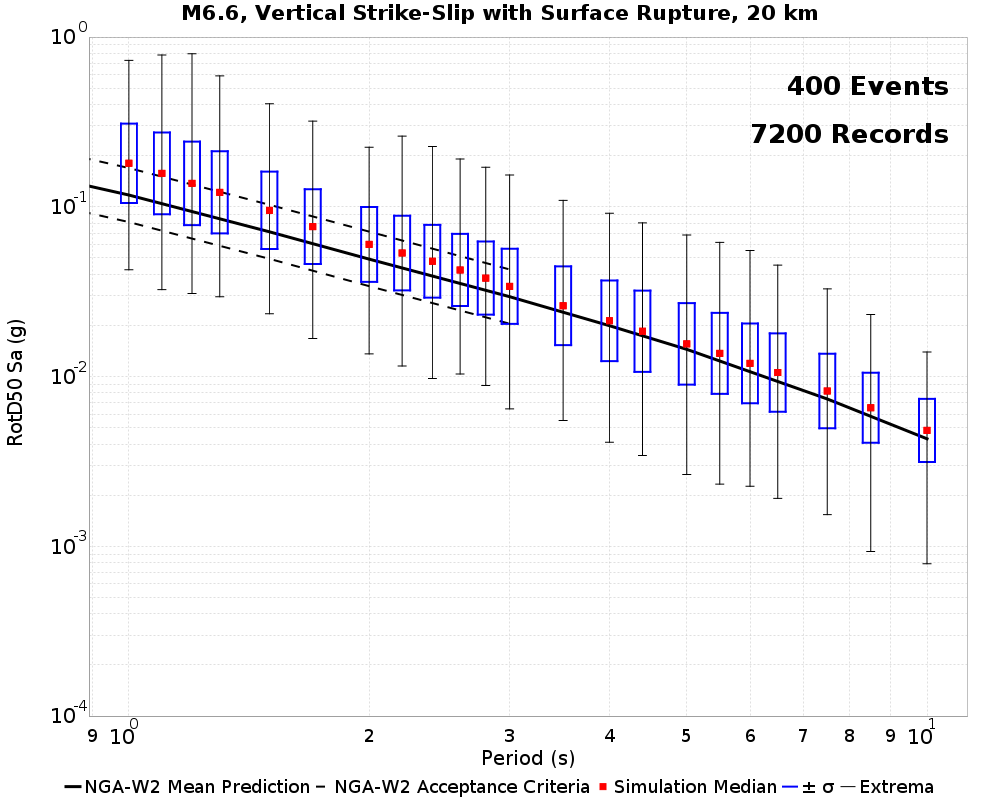 M6.6, Vertical Strike-Slip with Surface Rupture, 20 km
400 Events
7200 Records
10^0
10^-1
10^-2
10^-3
10^-4
RotD50 Sa (g)
9 10^0 2 3 4 5 6 7 8 9 10^1
Period (s)
NGA-W2 Mean Prediction NGA-W2 Acceptance Criteria Simulation Median ± σ Extrema